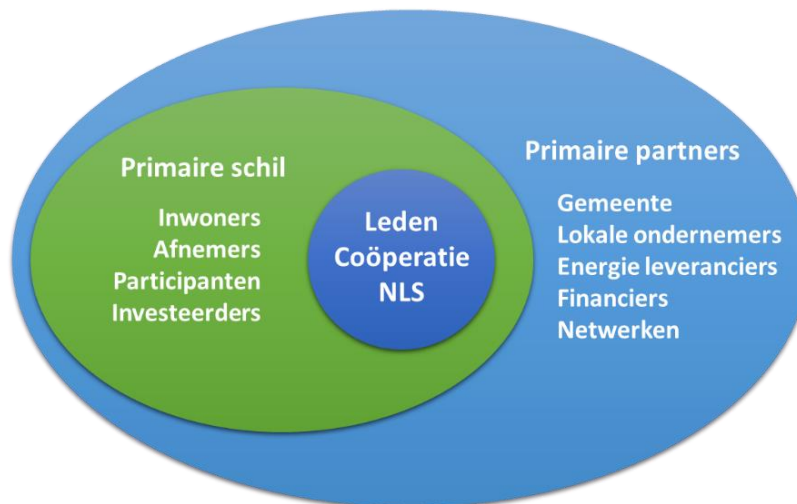 Primaire schil
Inwoners
Afnemers
Participanten
Investeerders
Leden
Coöperatie
NLS
Primaire partners
Gemeente
Lokale ondernemers
Energie leveranciers
Financiers
Netwerken